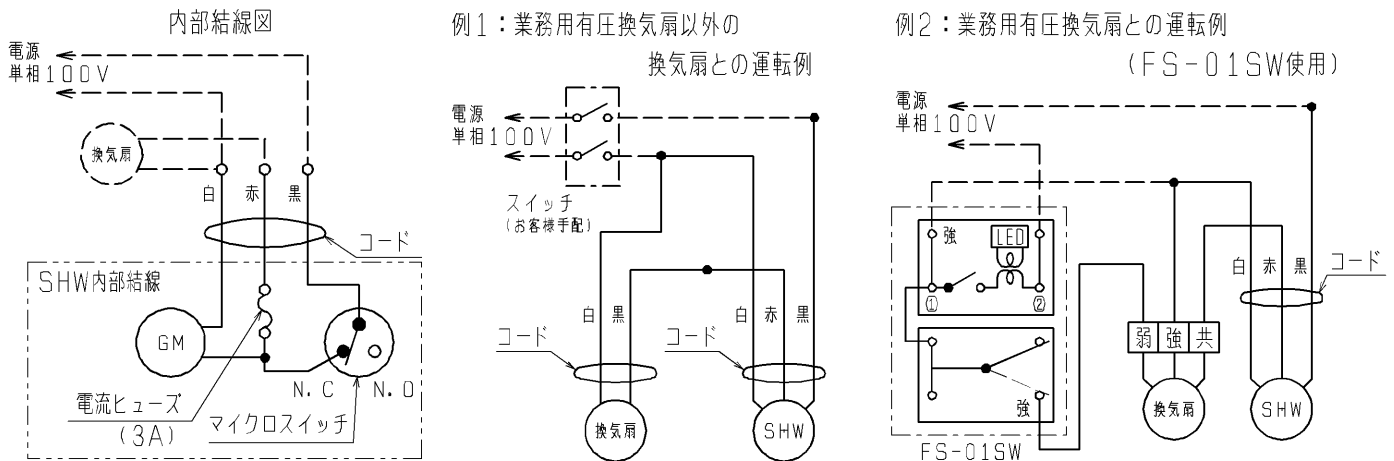 内部結線図
電源
単相100V
換気扇
白 赤 黒
コード
SHW内部結線
GM
N.C N.O
電流ヒューズ
(3A)
マイクロスイッチ
例1:業務用有圧換気扇以外の
換気扇との運転例
電源
単相100V
スイッチ
(お客様手配)
白 黒
白 赤 黒
コード
コード
換気扇
SHW
例2:業務用有圧換気扇との運転例
(FS-01SW使用)
電源
単相100V
強
LED
① ②
白 赤 黒
コード
弱 強 共
強
換気扇
SHW
FS-01SW